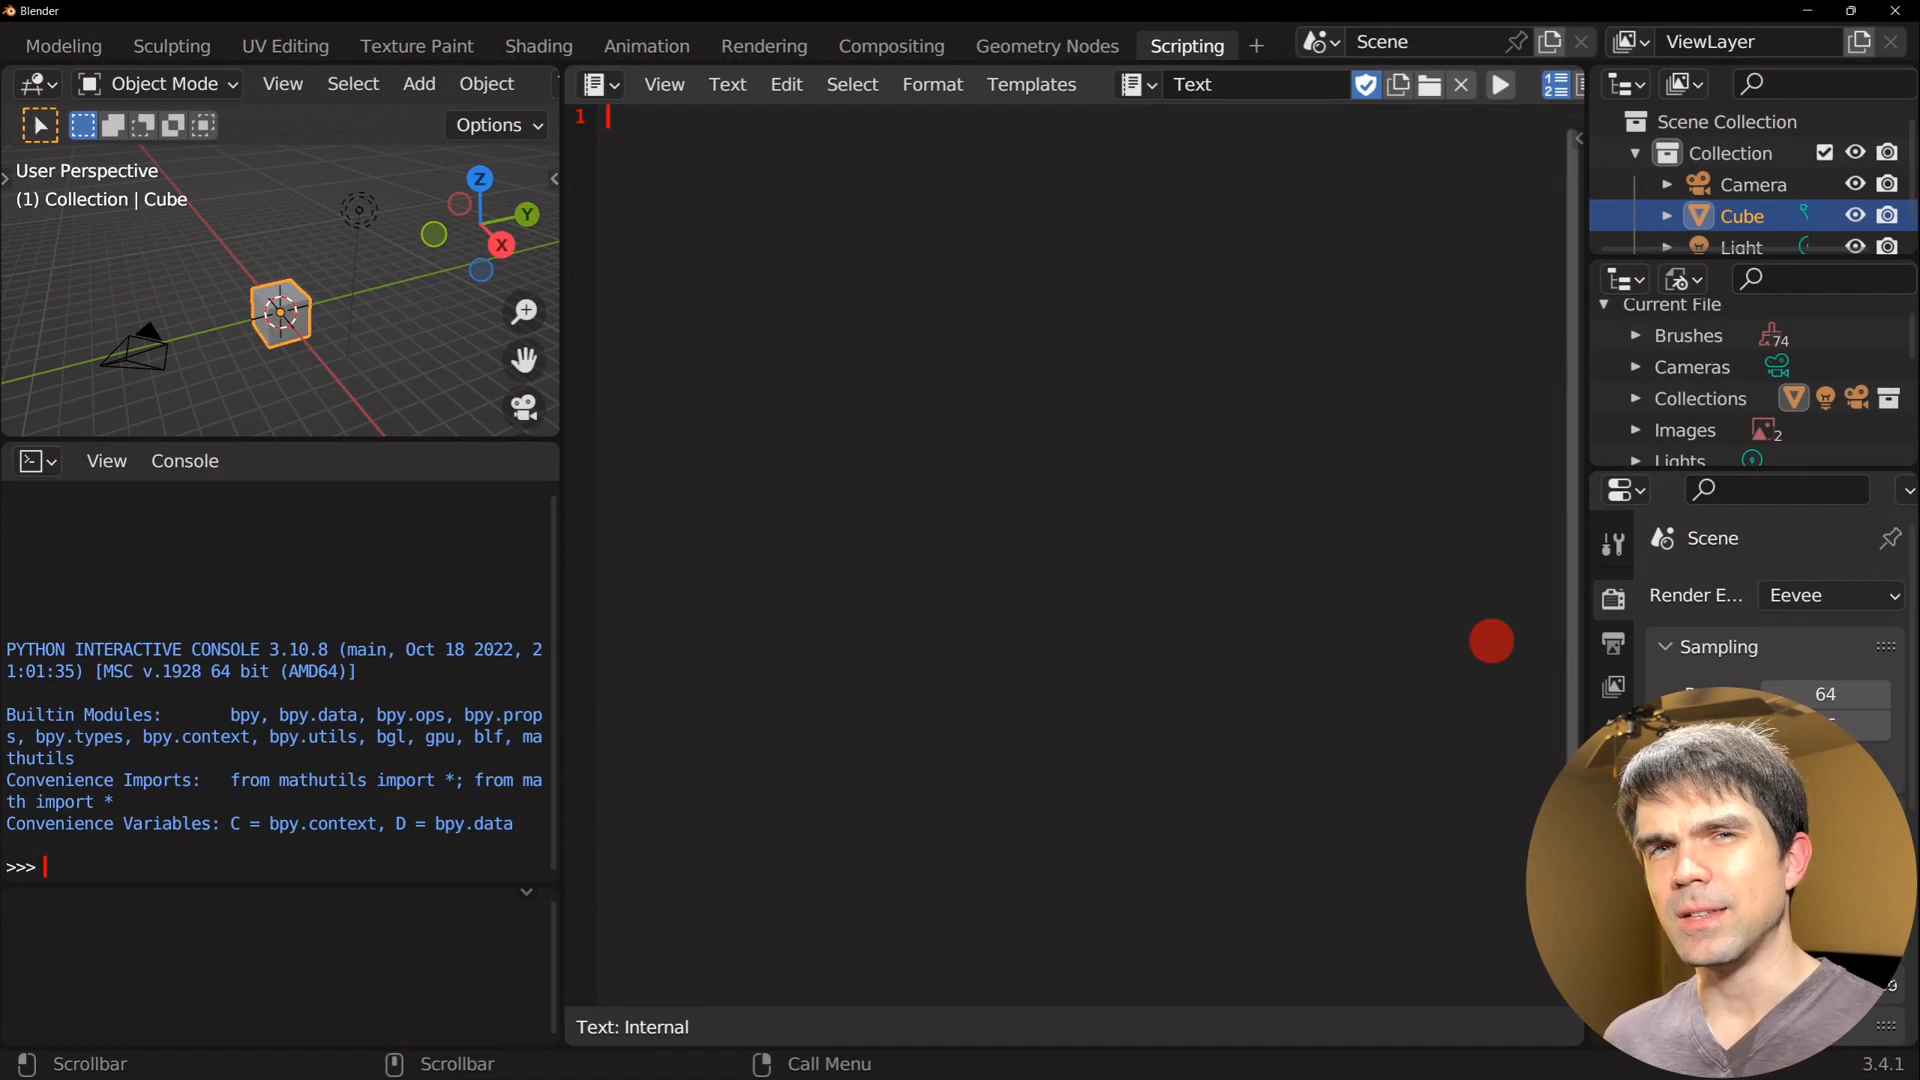 Blender
Modeling Sculpting UV Editing Texture Paint Shading Animation Rendering Compositing Geometry Nodes Scripting + Scene ViewLayer
Object Mode View Select Add Object
View Text Edit Select Format Templates Text
Options
User Perspective
(1) Collection | Cube
Z
Y
X
1
Scene Collection
Collection
Camera
Cube
Light
Current File
Brushes 74
Cameras
Collections
Images 2
Lights
View Console
PYTHON INTERACTIVE CONSOLE 3.10.8 (main, Oct 18 2022, 2
1:01:35) [MSC v.1928 64 bit (AMD64)]
Builtin Modules: bpy, bpy.data, bpy.ops, bpy.prop
s, bpy.types, bpy.context, bpy.utils, bgl, gpu, blf, ma
thutils
Convenience Imports: from mathutils import *; from ma
th import *
Convenience Variables: C = bpy.context, D = bpy.data
>>>
Scene
Render E... Eevee
Sampling
64
Text: Internal
Scrollbar Scrollbar Call Menu 3.4.1